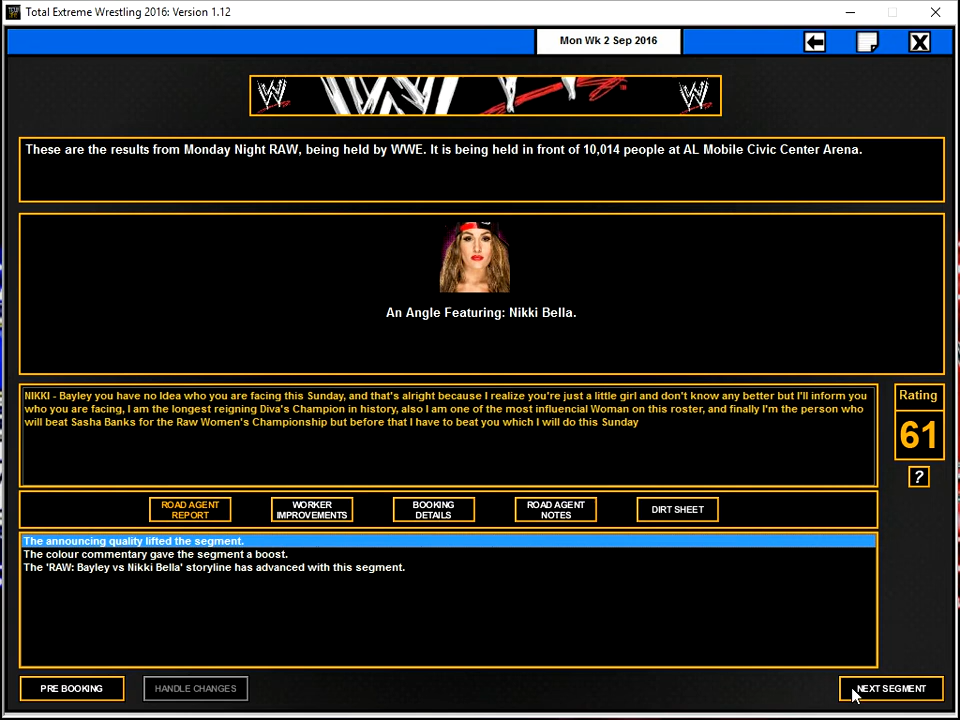 Total Extreme Wrestling 2016: Version 1.12
Mon Wk 2 Sep 2016
These are the results from Monday Night RAW, being held by WWE. It is being held in front of 10,014 people at AL Mobile Civic Center Arena.
An Angle Featuring: Nikki Bella.
NIKKI - Bayley you have no Idea who you are facing this Sunday, and that's alright because I realize you're just a little girl and don't know any better but I'll inform you
who you are facing, I am the longest reigning Diva's Champion in history, also I am one of the most influential Woman on this roster, and finally I'm the person who
will beat Sasha Banks for the Raw Women's Championship but before that I have to beat you which I will do this Sunday
Rating
61
?
ROAD AGENT
REPORT
WORKER
IMPROVEMENTS
BOOKING
DETAILS
ROAD AGENT
NOTES
DIRT SHEET
The announcing quality lifted the segment.
The colour commentary gave the segment a boost.
The 'RAW: Bayley vs Nikki Bella' storyline has advanced with this segment.
PRE BOOKING
HANDLE CHANGES
NEXT SEGMENT